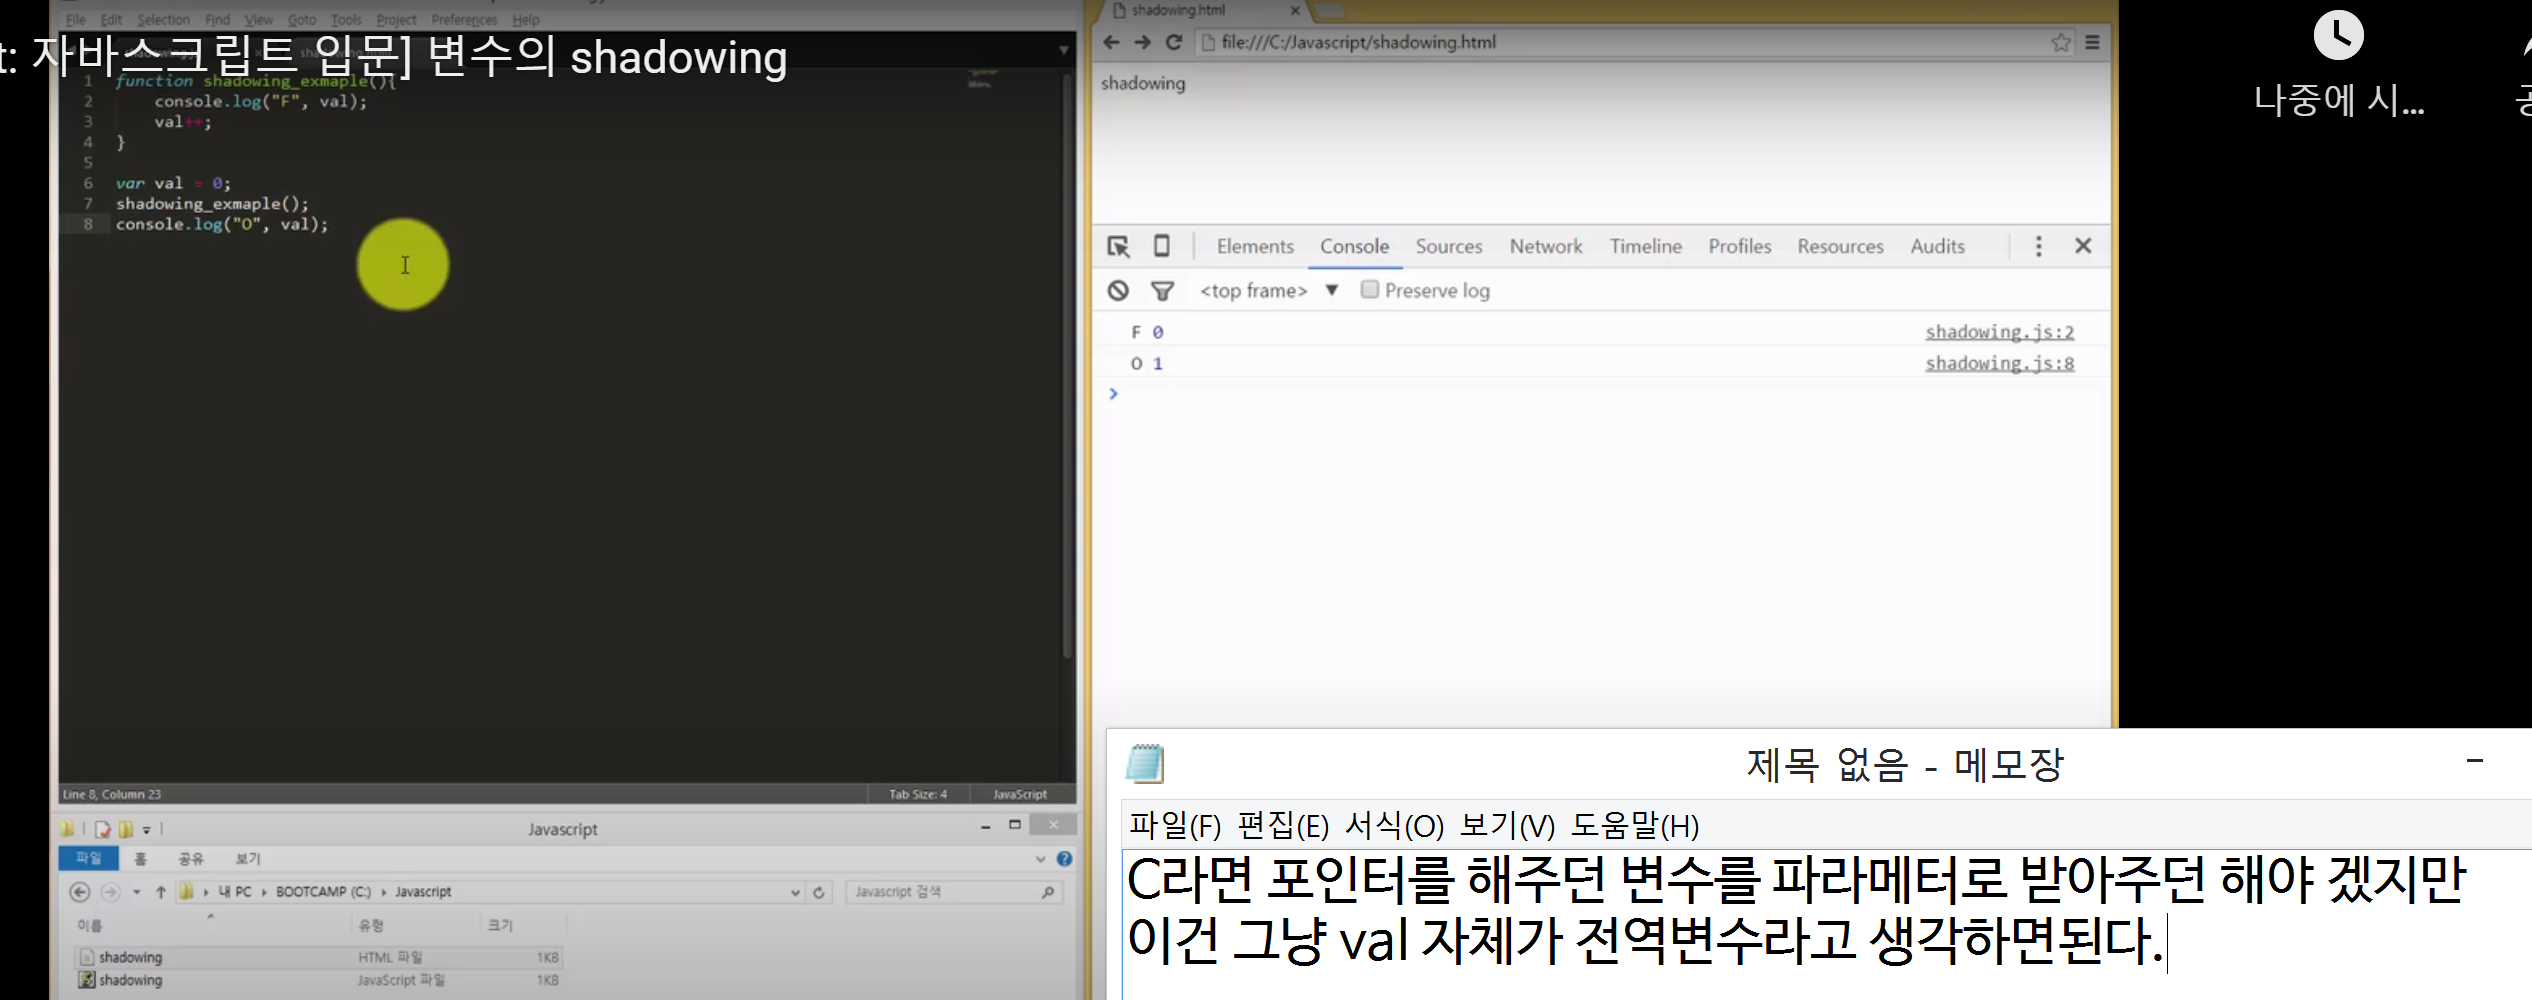 File Edit Selection Find View Goto Tools Project Preferences Help
t: 자바스크립트 입문] 변수의 shadowing
1 function shadowing_exmaple(){
2 console.log("F", val);
3 val++;
4 }
5
6 var val = 0;
7 shadowing_exmaple();
8 console.log("O", val);
Line 8, Column 23
Tab Size: 4
JavaScript
shadowing.html
file:///C:/Javascript/shadowing.html
shadowing
Elements Console Sources Network Timeline Profiles Resources Audits
<top frame> Preserve log
F 0 shadowing.js:2
O 1 shadowing.js:8
나중에 시...
Javascript
파일 홈 공유 보기
내 PC BOOTCAMP (C:) Javascript
Javascript 검색
이름 유형 크기
shadowing HTML 파일 1KB
shadowing JavaScript 파일 1KB
제목 없음 - 메모장
파일(F) 편집(E) 서식(O) 보기(V) 도움말(H)
C라면 포인터를 해주던 변수를 파라메터로 받아주던 해야 겠지만
이건 그냥 val 자체가 전역변수라고 생각하면된다.